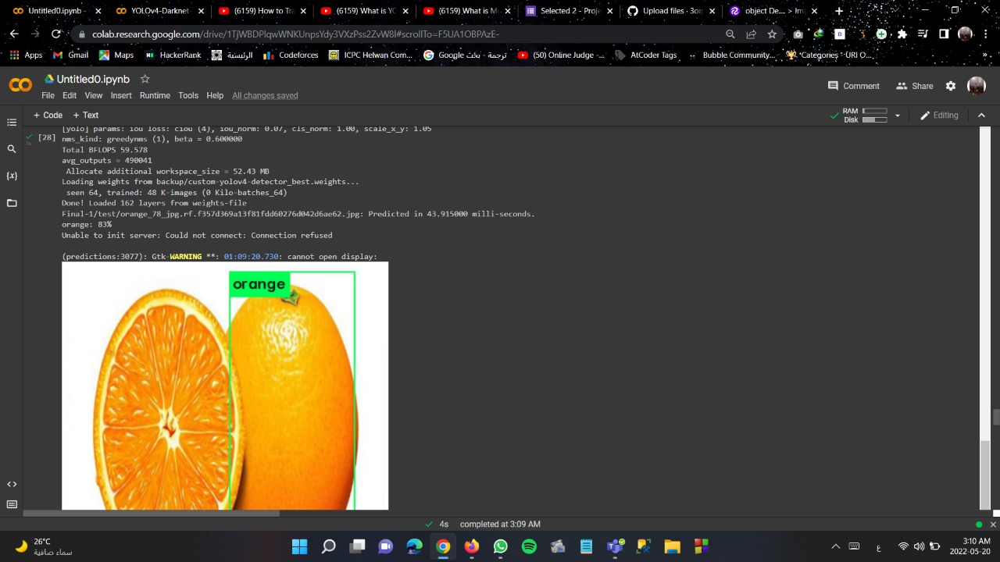 YOLOv4-Darknet
(6159) How to Tra
(6159) What is YO
(6159) What is M
Selected 2 - Proje
Upload files · 3om
object De.... > Im
colab.research.google.com/drive/1TjWBDPlqwWNKUnpsYdy3VXzPss2ZvW8l#scrollTo=F5UA1OBPAzE-
Apps
Gmail
Maps
HackerRank
الرئيسية
Codeforces
ICPC Helwan Com...
ترجمة - بحث Google
(50) Online Judge -...
AtCoder Tags
Bubble.Community...
*Categories - URI O...
Untitled0.ipynb
Comment
Share
File Edit View Insert Runtime Tools Help All changes saved
+ Code + Text
RAM
Disk
Editing
[yolo] params: iou loss: ciou (4), iou_norm: 0.07, cls_norm: 1.00, scale_x_y: 1.05
[28] nms_kind: greedynms (1), beta = 0.600000
Total BFLOPS 59.578
avg_outputs = 490041
Allocate additional workspace_size = 52.43 MB
Loading weights from backup/custom-yolov4-detector_best.weights...
seen 64, trained: 48 K-images (0 Kilo-batches_64)
Done! Loaded 162 layers from weights-file
Final-1/test/orange_78_jpg.rf.f357d369a13f81fdd60276d042d6ae62.jpg: Predicted in 43.915000 milli-seconds.
orange: 83%
Unable to init server: Could not connect: Connection refused
(predictions:3077): Gtk-WARNING **: 01:09:20.730: cannot open display:
orange
4s completed at 3:09 AM
26°C
سماء صافية
ع
3:10 AM
2022-05-20